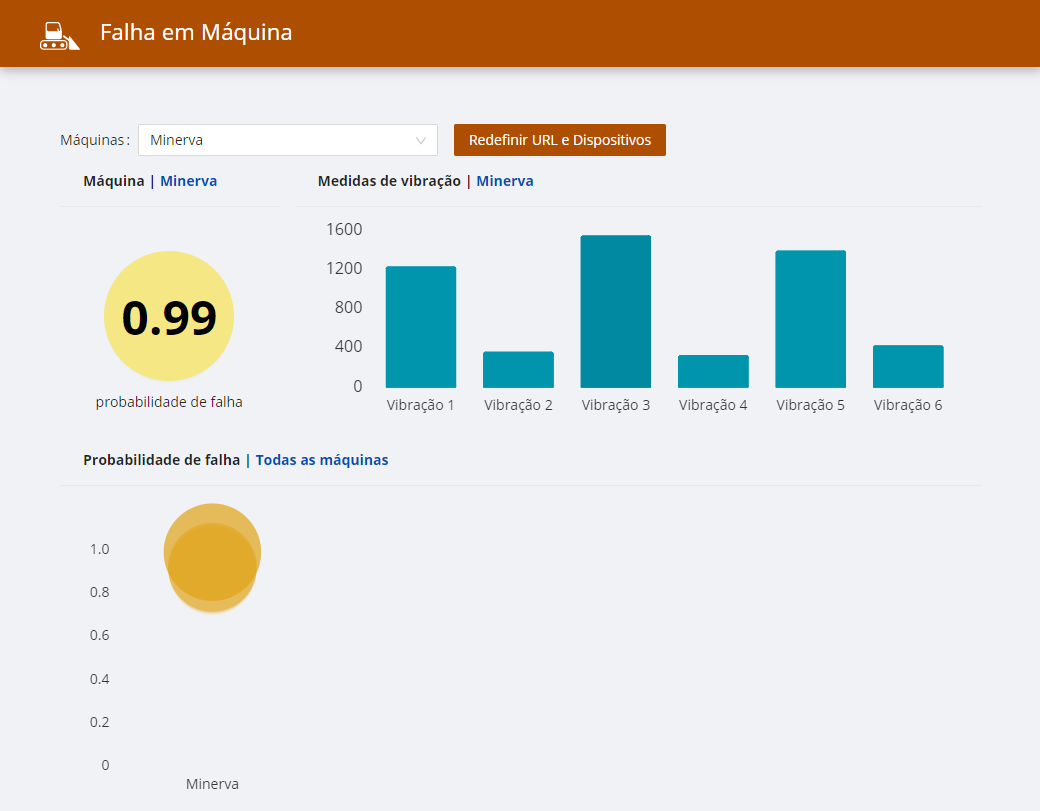 Falha em Máquina
Máquinas: Minerva Redefinir URL e Dispositivos
Máquina | Minerva
0.99
probabilidade de falha
Medidas de vibração | Minerva
1600
1200
800
400
0
Vibração 1 Vibração 2 Vibração 3 Vibração 4 Vibração 5 Vibração 6
Probabilidade de falha | Todas as máquinas
1.0
0.8
0.6
0.4
0.2
0
Minerva